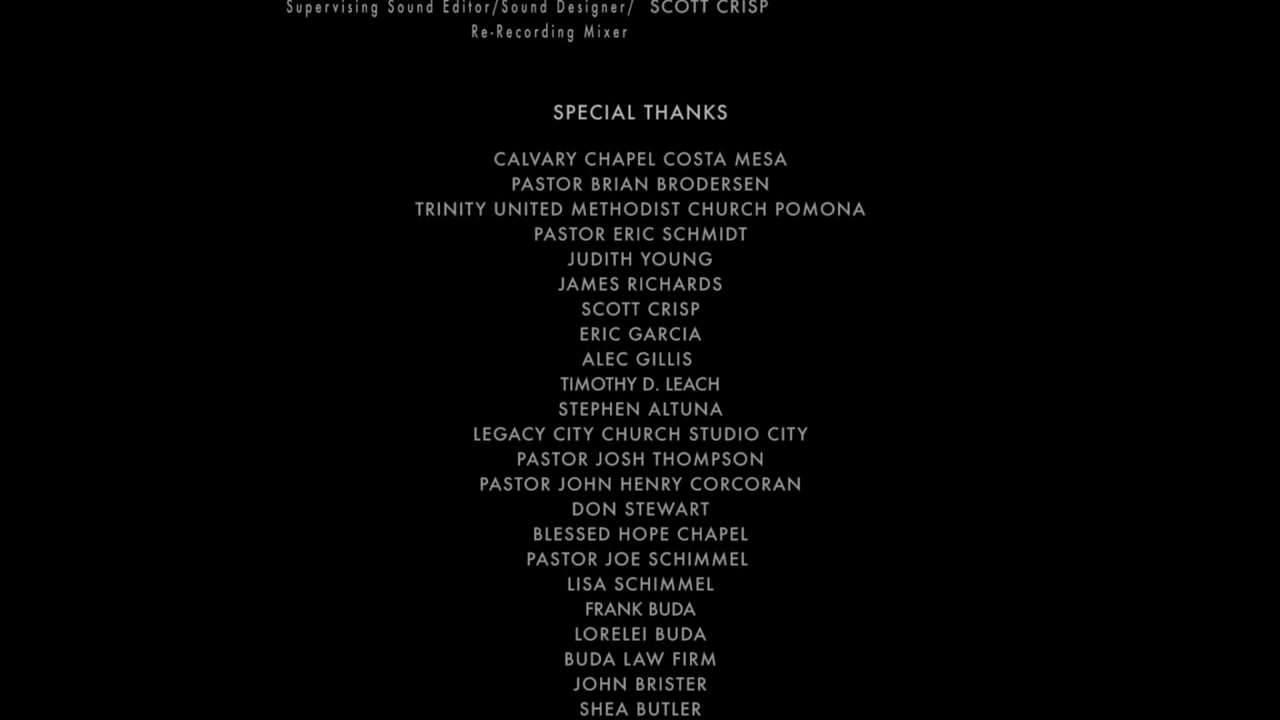 Supervising Sound Editor/Sound Designer/ SCOTT CRISP
Re-Recording Mixer
SPECIAL THANKS
CALVARY CHAPEL COSTA MESA
PASTOR BRIAN BRODERSEN
TRINITY UNITED METHODIST CHURCH POMONA
PASTOR ERIC SCHMIDT
JUDITH YOUNG
JAMES RICHARDS
SCOTT CRISP
ERIC GARCIA
ALEC GILLIS
TIMOTHY D. LEACH
STEPHEN ALTUNA
LEGACY CITY CHURCH STUDIO CITY
PASTOR JOSH THOMPSON
PASTOR JOHN HENRY CORCORAN
DON STEWART
BLESSED HOPE CHAPEL
PASTOR JOE SCHIMMEL
LISA SCHIMMEL
FRANK BUDA
LORELEI BUDA
BUDA LAW FIRM
JOHN BRISTER
SHEA BUTLER